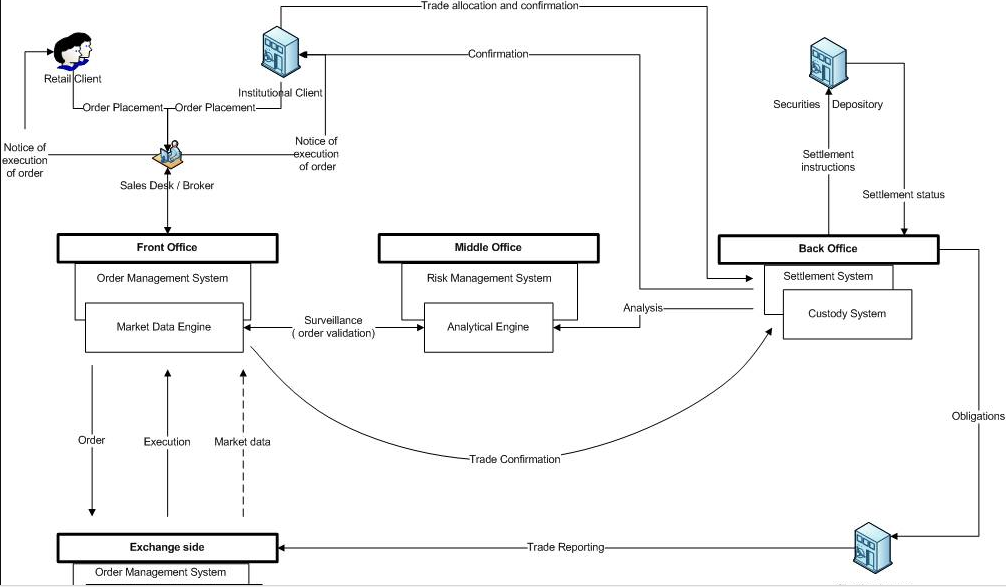 Trade allocation and confirmation
Confirmation
Retail Client
Institutional Client
Securities Depository
Order Placement
Order Placement
Notice of
execution
of order
Notice of
execution
of order
Settlement
instructions
Sales Desk / Broker
Settlement status
Front Office
Middle Office
Back Office
Order Management System
Risk Management System
Settlement System
Market Data Engine
Surveillance
( order validation)
Analytical Engine
Analysis
Custody System
Obligations
Order
Execution
Market data
Trade Confirmation
Exchange side
Trade Reporting
Order Management System